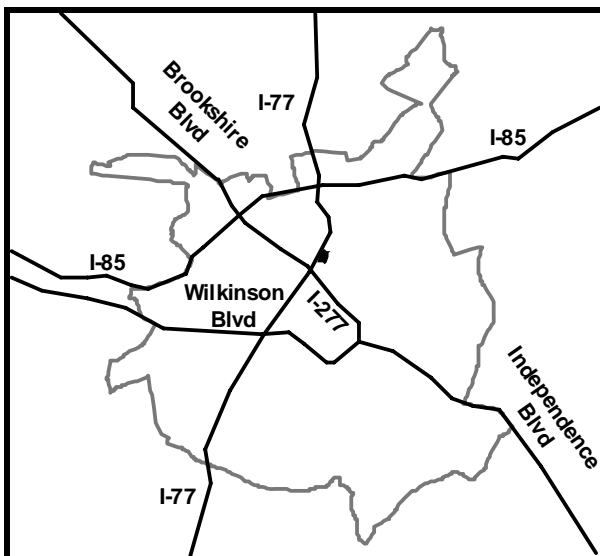 Brookshire
Blvd
I-77
I-85
I-85
Wilkinson
Blvd
I-277
Independence
Blvd
I-77